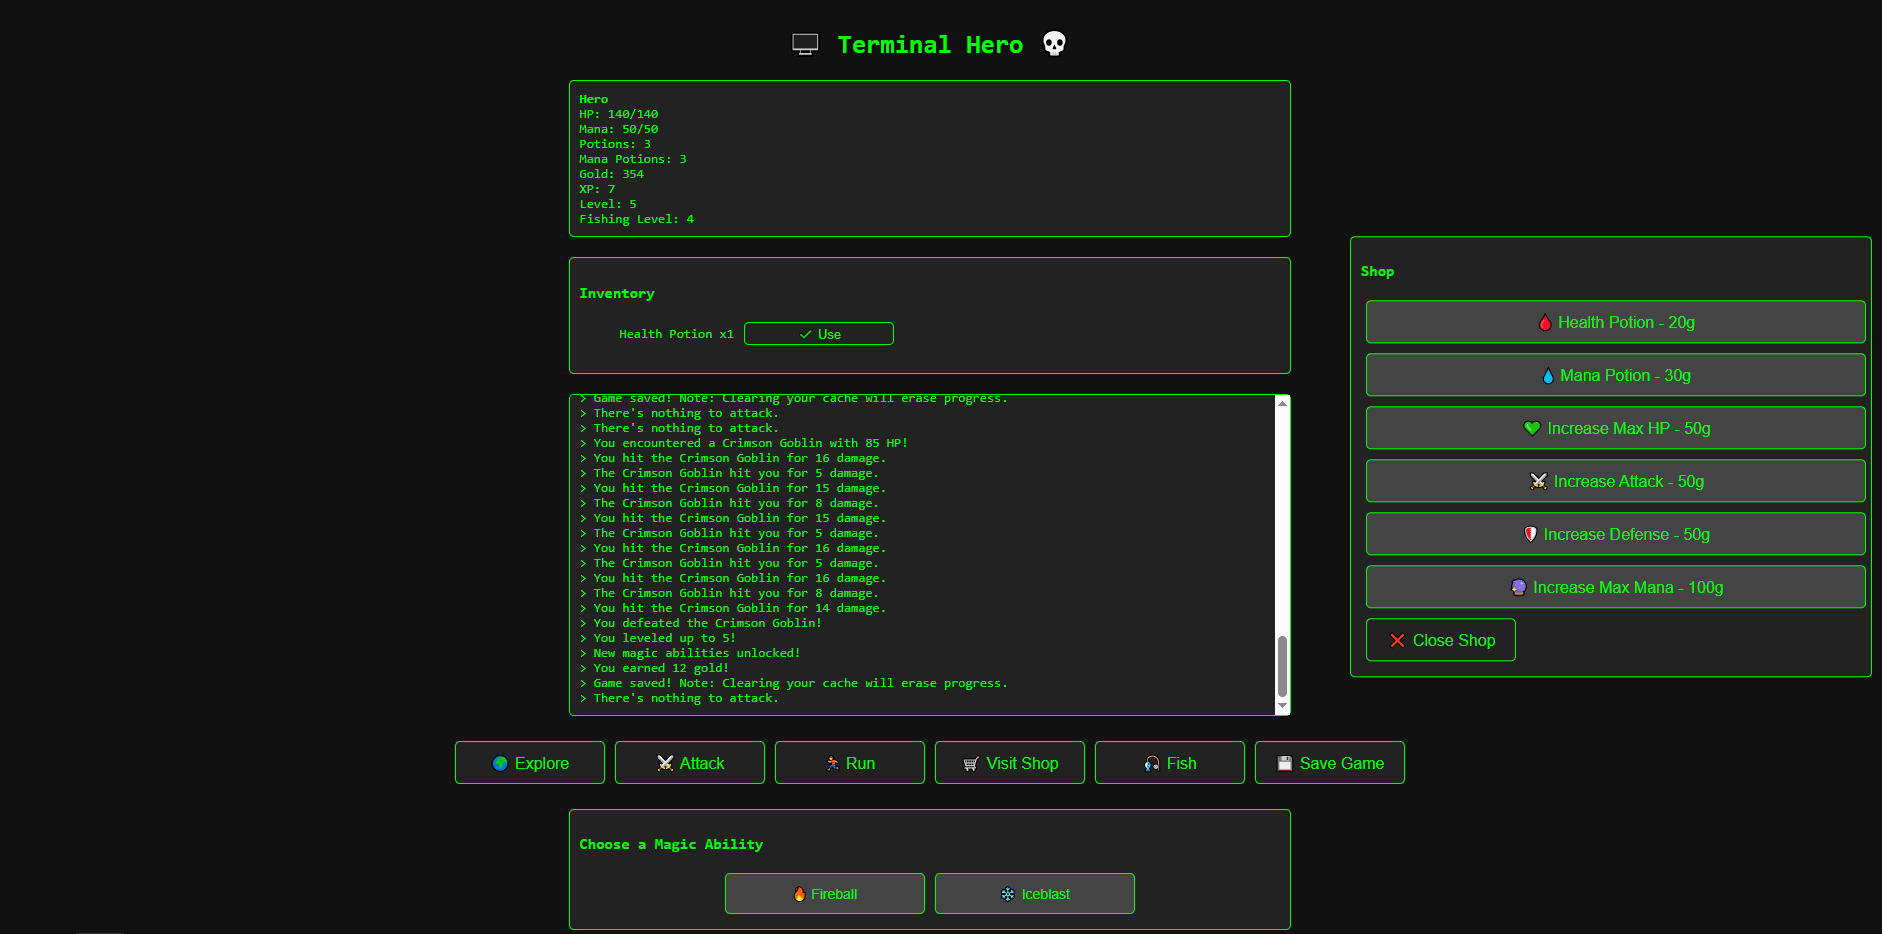 Terminal Hero
Hero
HP: 140/140
Mana: 50/50
Potions: 3
Mana Potions: 3
Gold: 354
XP: 7
Level: 5
Fishing Level: 4
Inventory
Health Potion x1 ✓ Use
> Game saved! Note: Clearing your cache will erase progress.
> There's nothing to attack.
> There's nothing to attack.
> You encountered a Crimson Goblin with 85 HP!
> You hit the Crimson Goblin for 16 damage.
> The Crimson Goblin hit you for 5 damage.
> You hit the Crimson Goblin for 15 damage.
> The Crimson Goblin hit you for 8 damage.
> You hit the Crimson Goblin for 15 damage.
> The Crimson Goblin hit you for 5 damage.
> You hit the Crimson Goblin for 16 damage.
> The Crimson Goblin hit you for 5 damage.
> You hit the Crimson Goblin for 16 damage.
> The Crimson Goblin hit you for 8 damage.
> You hit the Crimson Goblin for 14 damage.
> You defeated the Crimson Goblin!
> You leveled up to 5!
> New magic abilities unlocked!
> You earned 12 gold!
> Game saved! Note: Clearing your cache will erase progress.
> There's nothing to attack.
Explore
Attack
Run
Visit Shop
Fish
Save Game
Choose a Magic Ability
Fireball
Iceblast
Shop
Health Potion - 20g
Mana Potion - 30g
Increase Max HP - 50g
Increase Attack - 50g
Increase Defense - 50g
Increase Max Mana - 100g
Close Shop